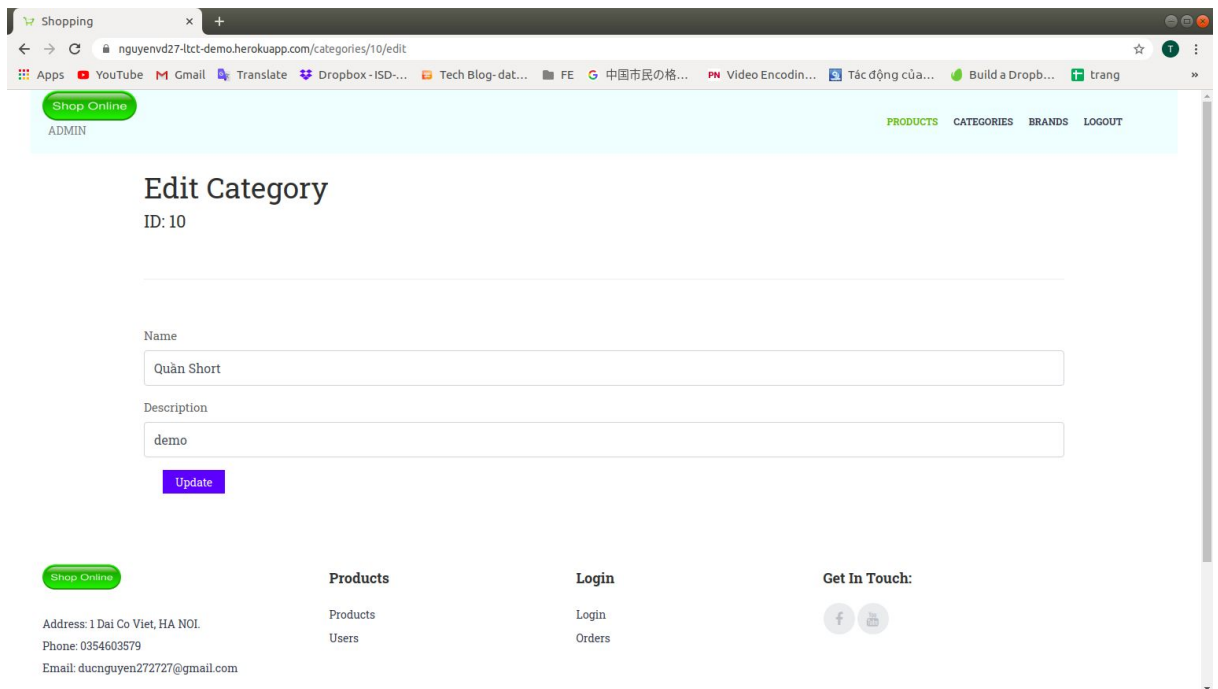 Shopping
nguyenvd27-ltct-demo.herokuapp.com/categories/10/edit
T
Apps YouTube Gmail Translate Dropbox - ISD-... Tech Blog- dat... FE 中国市民の格... PN Video Encodin... Tác động của... Build a Dropb... trang »
Shop Online
ADMIN
PRODUCTS CATEGORIES BRANDS LOGOUT
Edit Category
ID: 10
Name
Quần Short
Description
demo
Update
Shop Online Products Login Get In Touch:
Products Login
Address: 1 Dai Co Viet, HA NOI.
Users Orders
Phone: 0354603579
Email: ducnguyen272727@gmail.com